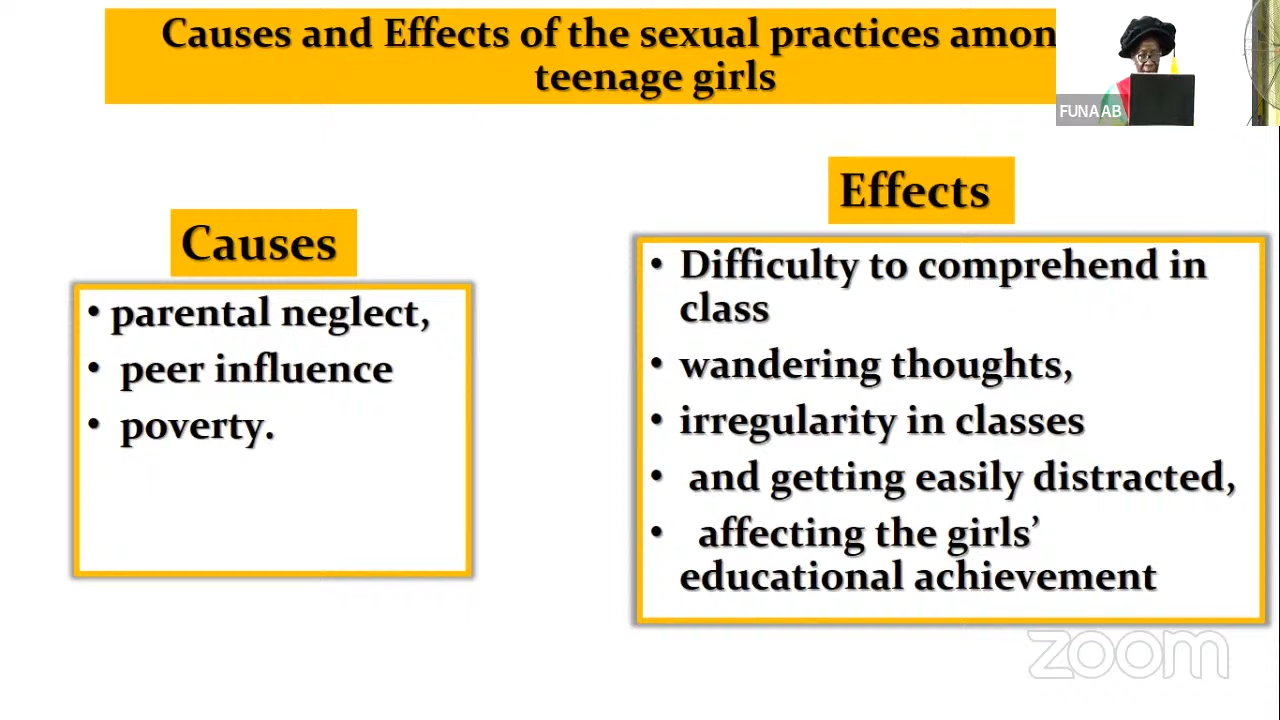 Causes and Effects of the sexual practices amon
teenage girls
FUNAAB
Causes
• parental neglect,
• peer influence
• poverty.
Effects
• Difficulty to comprehend in
class
• wandering thoughts,
• irregularity in classes
• and getting easily distracted,
• affecting the girls’
educational achievement
zoom